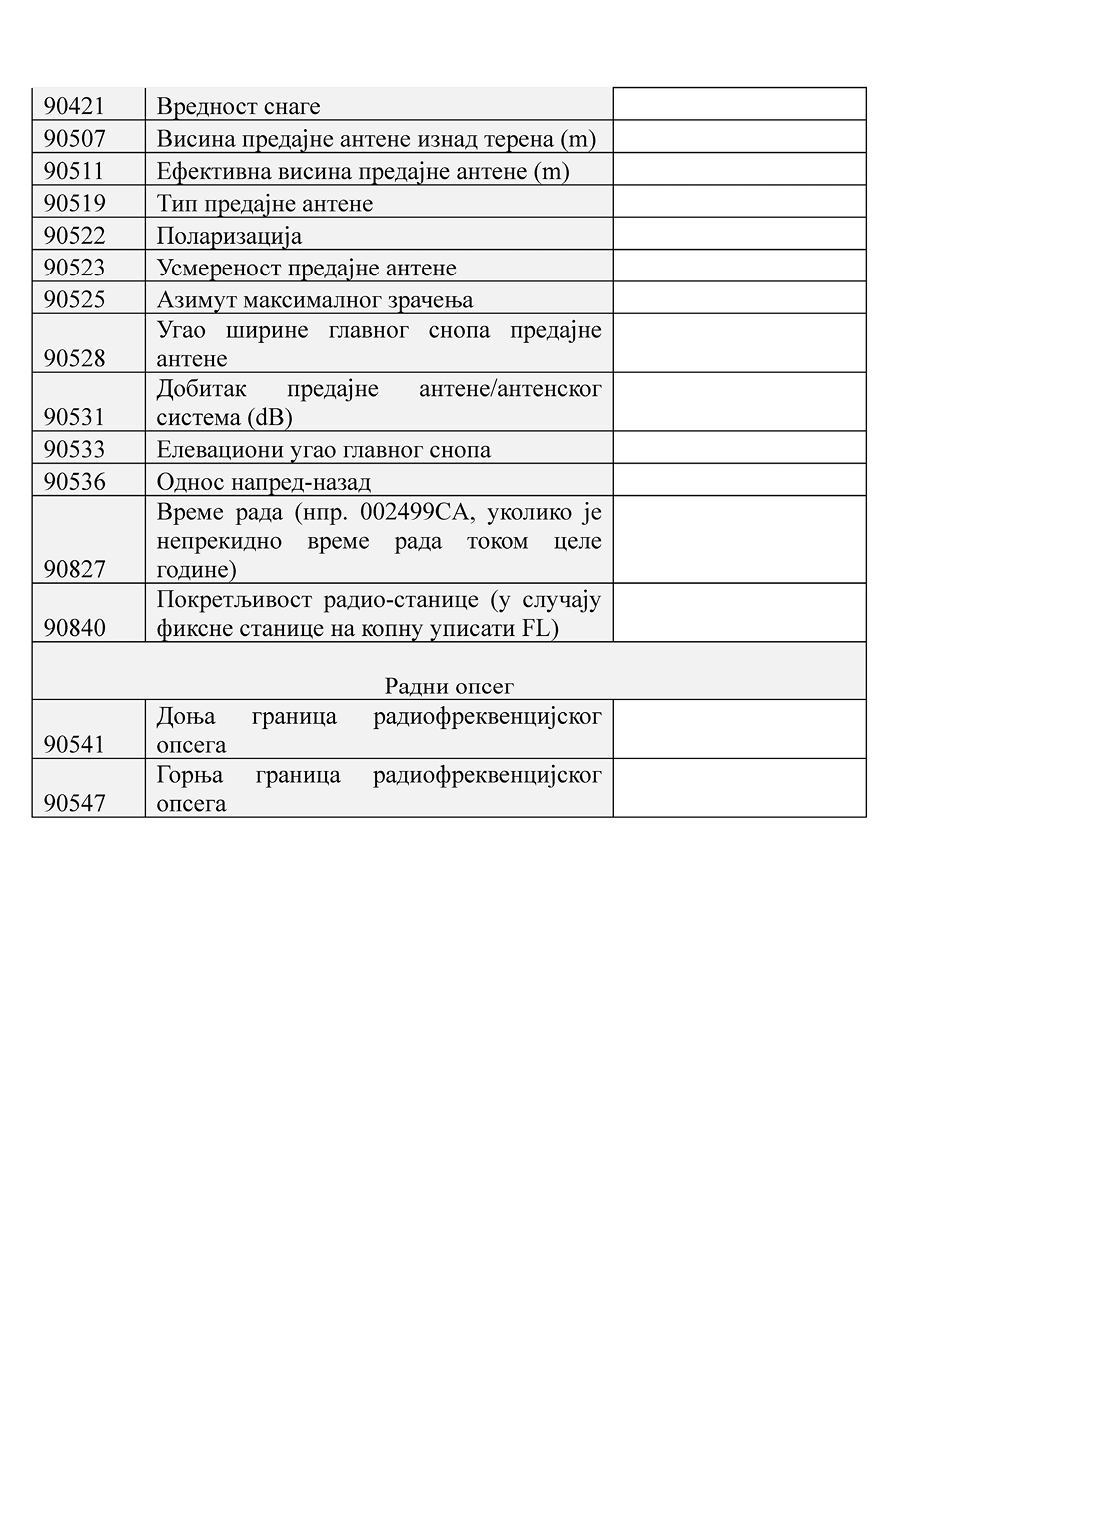 90421 Вредност снаге
90507 Висина предајне антене изнад терена (m)
90511 Ефективна висина предајне антене (m)
90519 Тип предајне антене
90522 Поларизација
90523 Усмереност предајне антене
90525 Азимут максималног зрачења
Угао ширине главног снопа предајне
90528 антене
Добитак предајне антене/антенског
90531 система (dB)
90533 Елевациони угао главног снопа
90536 Однос напред-назад
Време рада (нпр. 002499CA, уколико је
непрекидно време рада током целе
90827 године)
Покретљивост радио-станице (у случају
90840 фиксне станице на копну уписати FL)
Радни опсег
Доња граница радиофреквенцијског
90541 опсега
Горња граница радиофреквенцијског
90547 опсега